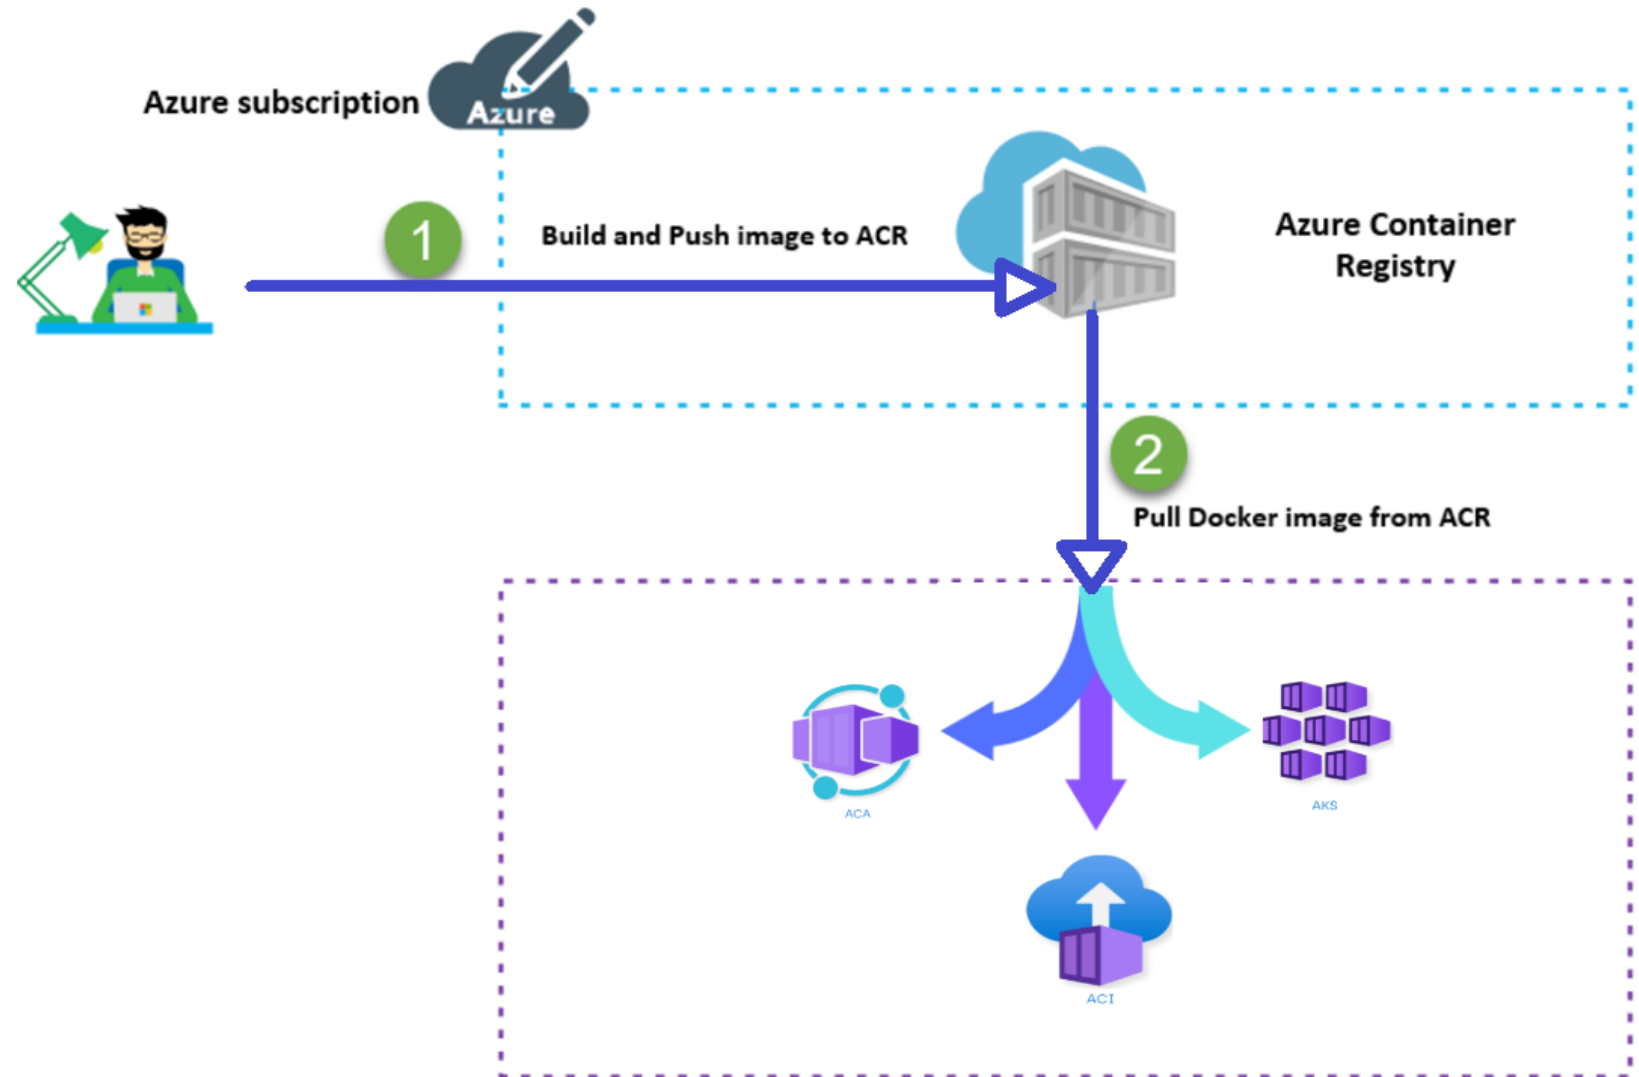 Azure subscription
Azure
1
Build and Push image to ACR
Azure Container
Registry
2
Pull Docker image from ACR
ACA
AKS
ACI